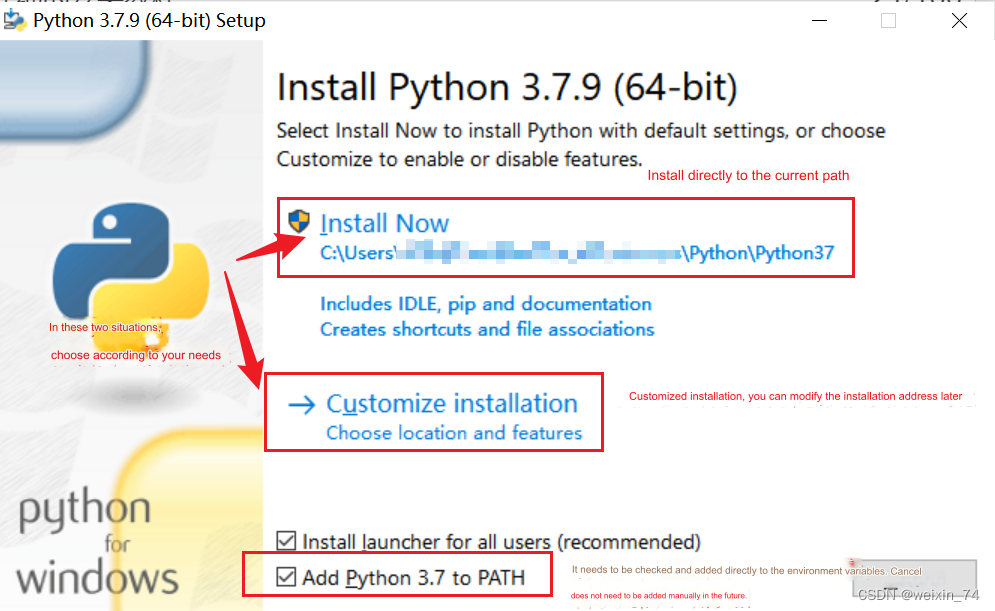 Python 3.7.9 (64-bit) Setup
Install Python 3.7.9 (64-bit)
Select Install Now to install Python with default settings, or choose
Customize to enable or disable features.
Install directly to the current path
Install Now
C:\Users\ \Python\Python37
Includes IDLE, pip and documentation
Creates shortcuts and file associations
In these two situations,
choose according to your needs
Customize installation
Choose location and features
Customized installation, you can modify the installation address later
python
for
windows
Install launcher for all users (recommended)
Add Python 3.7 to PATH
It needs to be checked and added directly to the environment variables. Cancel
does not need to be added manually in the future.
CSDN @weixin_74